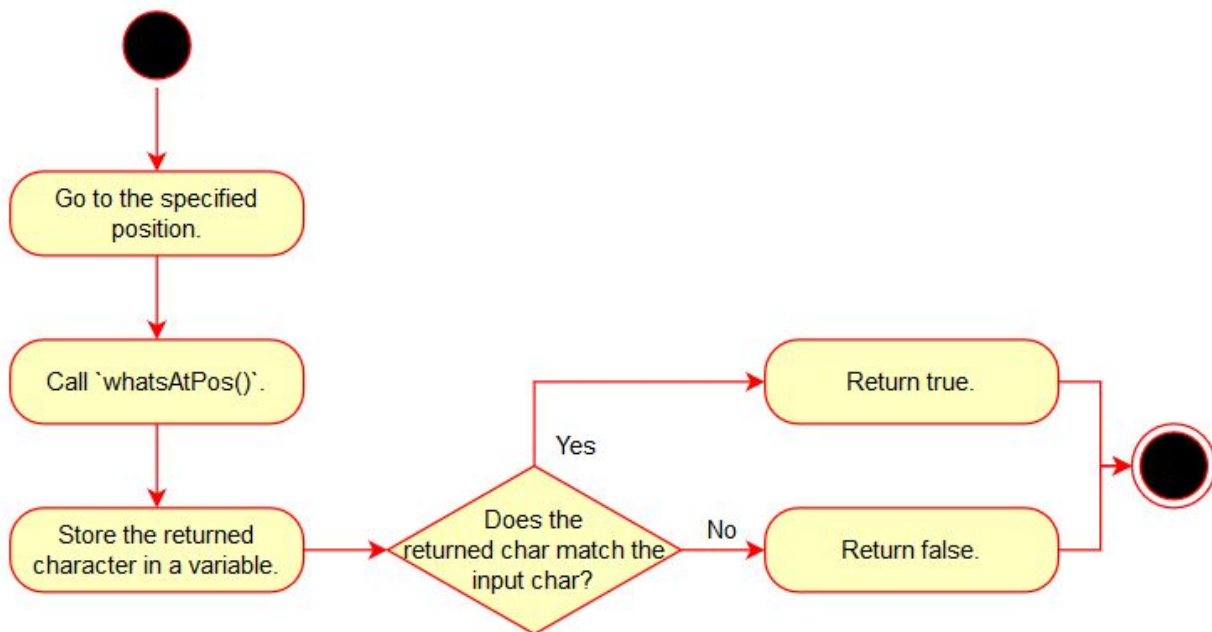 Go to the specified
position.
Call `whatsAtPos()`.
Store the returned
character in a variable.
Does the
returned char match the
input char?
Yes
Return true.
No
Return false.